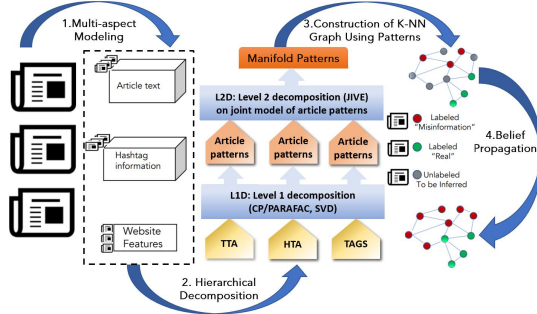 1.Multi-aspect
Modeling
Article text
Hashtag
information
Website
Features
2. Hierarchical
Decomposition
3.Construction of K-NN
Graph Using Patterns
Manifold Patterns
L2D: Level 2 decomposition (JIVE)
on joint model of article patterns
Article
patterns
Article
patterns
Article
patterns
L1D: Level 1 decomposition
(CP/PARAFAC, SVD)
TTA
HTA
TAGS
Labeled
"Misinformation"
Labeled
"Real"
Unlabeled
To be Inferred
4.Belief
Propagation